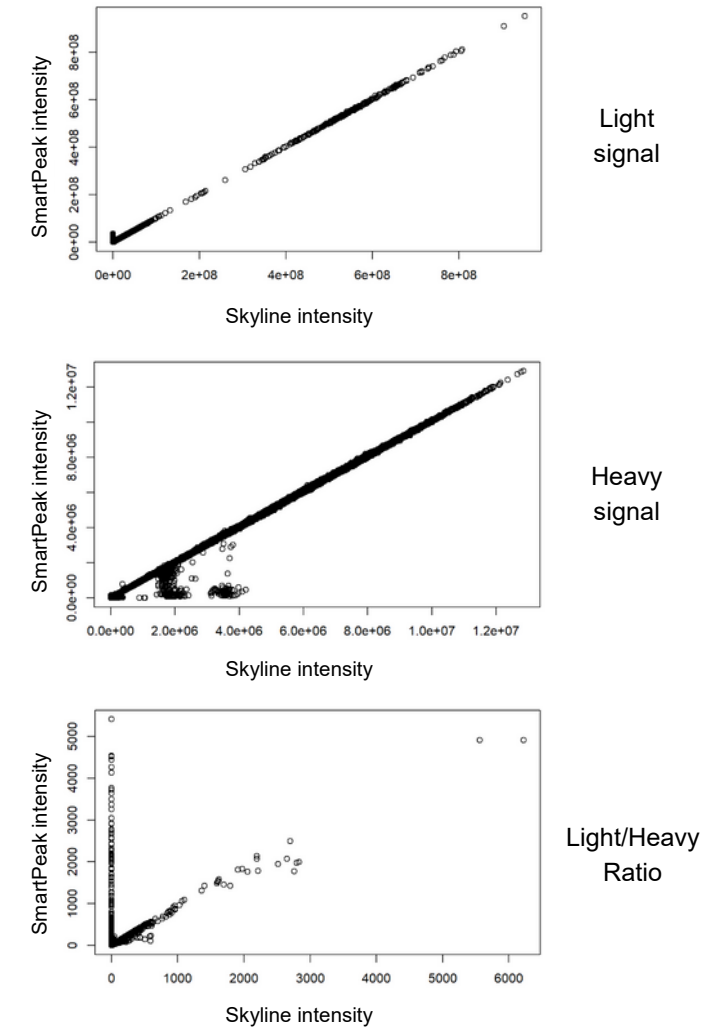 SmartPeak intensity
8e+08
6e+08
4e+08
2e+08
0e+00
0e+00 2e+08 4e+08 6e+08 8e+08
Skyline intensity
Light
signal
SmartPeak intensity
1.2e+07
8.0e+06
4.0e+06
0.0e+00
0.0e+00 2.0e+06 4.0e+06 6.0e+06 8.0e+06 1.0e+07 1.2e+07
Skyline intensity
Heavy
signal
SmartPeak intensity
5000
4000
3000
2000
1000
0
0 1000 2000 3000 4000 5000 6000
Skyline intensity
Light/Heavy
Ratio